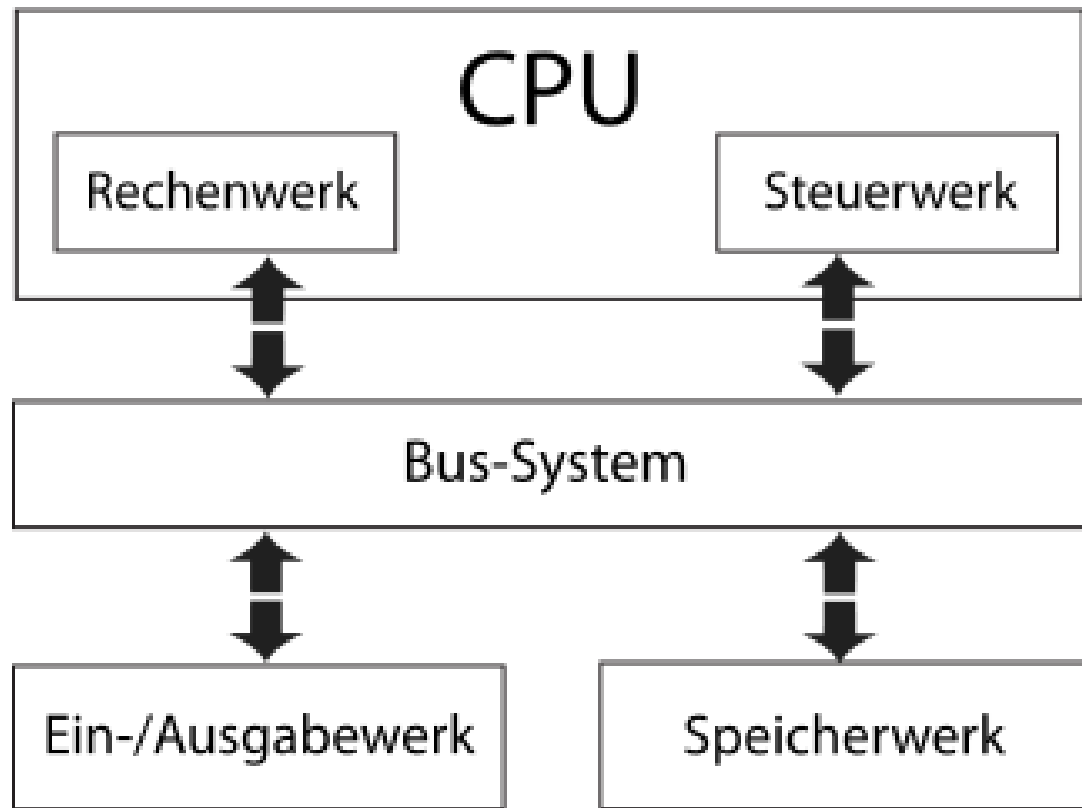 CPU
Rechenwerk
Steuerwerk
Bus-System
Ein-/Ausgabewerk
Speicherwerk